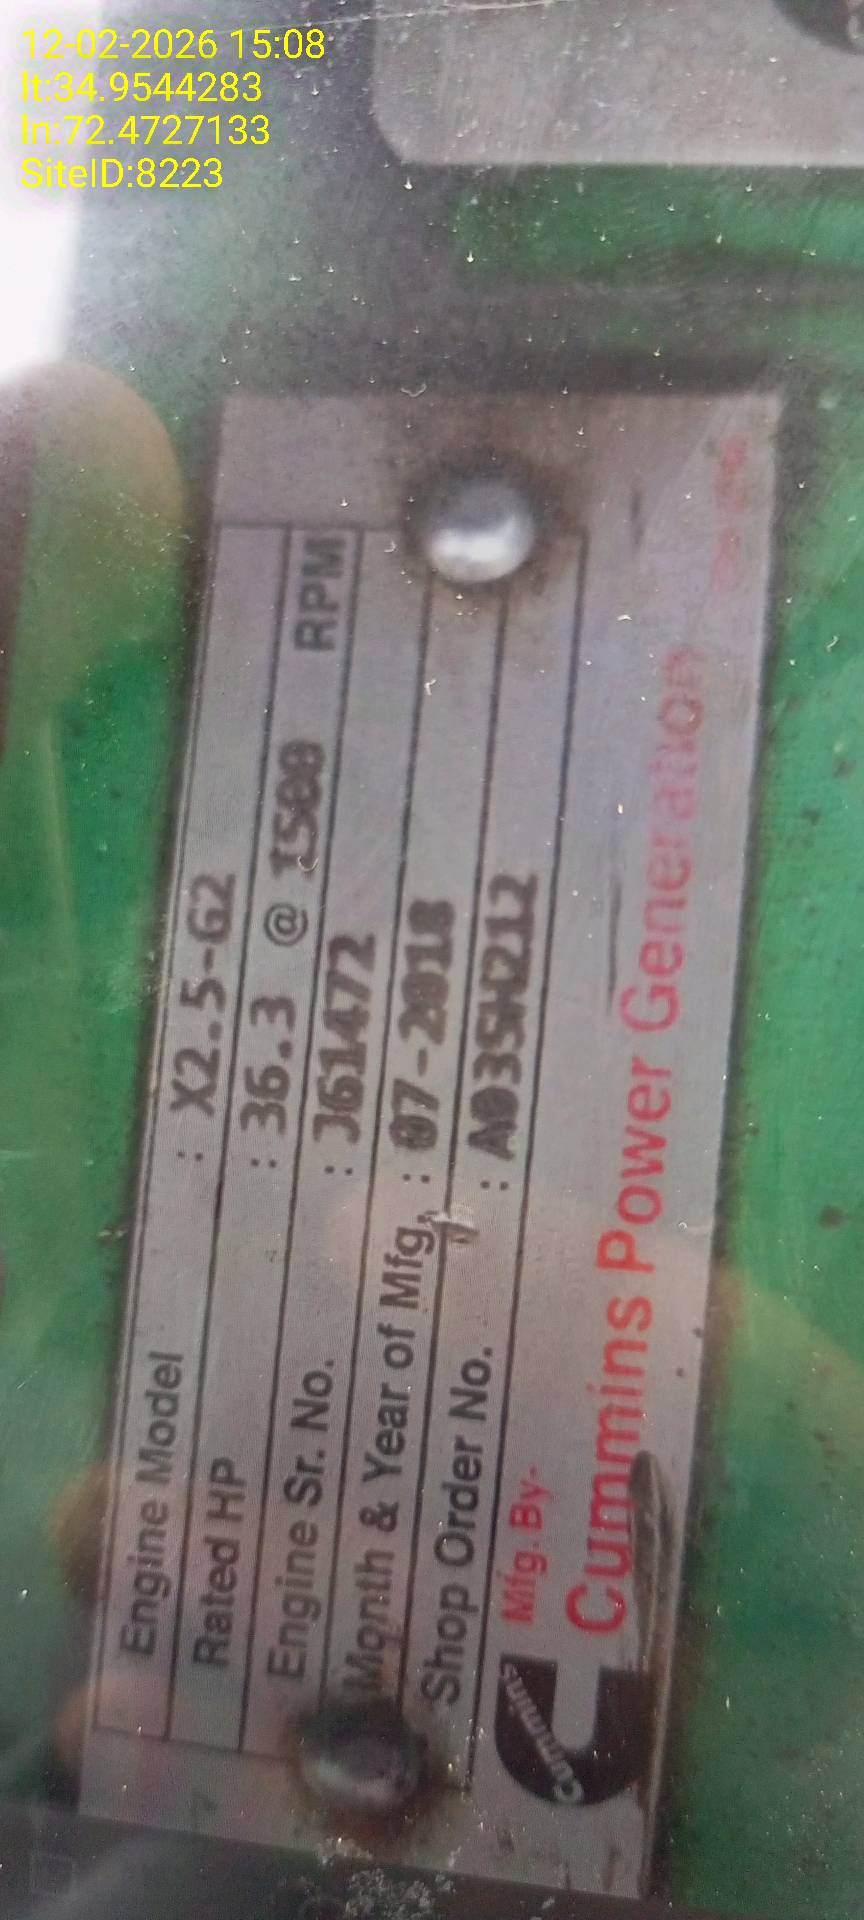 12-02-2026 15:08
lt:34.9544283
ln:72.4727133
SiteID:8223
Engine Model : X2.5-G2
Rated HP : 36.3 @ 1500 RPM
Engine Sr. No. : J61472
Month & Year of Mfg. : 07-2018
Shop Order No. : A03SH212
Mfg. By-
Cummins Power Generation
Cummins